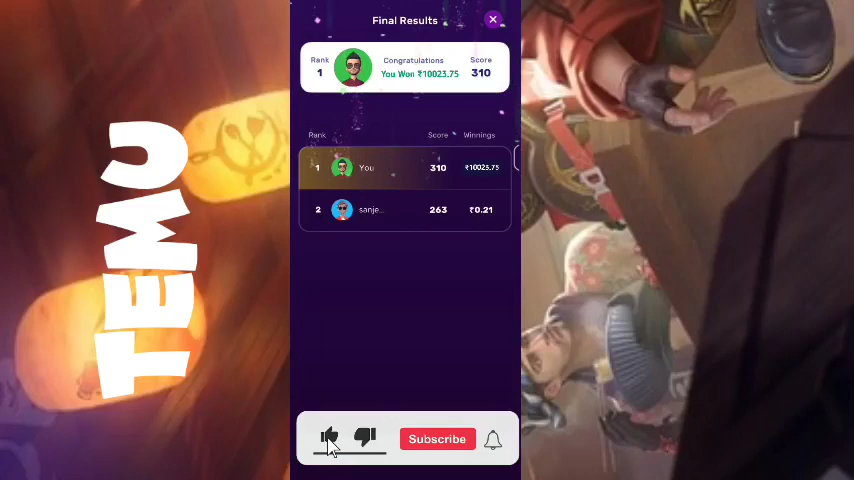 TEMU
Final Results
Rank
1
Congratulations
You Won ₹10023.75
Score
310
Rank Score Winnings
1 You 310 ₹10023.75
2 sanje... 263 ₹0.21
Subscribe